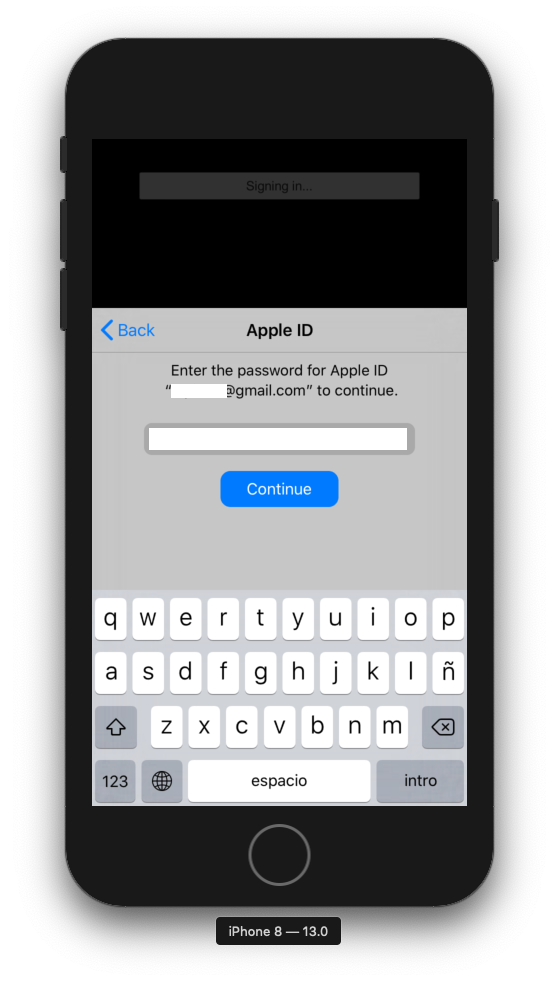 Signing in...
Back
Apple ID
Enter the password for Apple ID
“@gmail.com” to continue.
Continue
q w e r t y u i o p
a s d f g h j k l ñ
z x c v b n m
123 espacio intro
iPhone 8 — 13.0